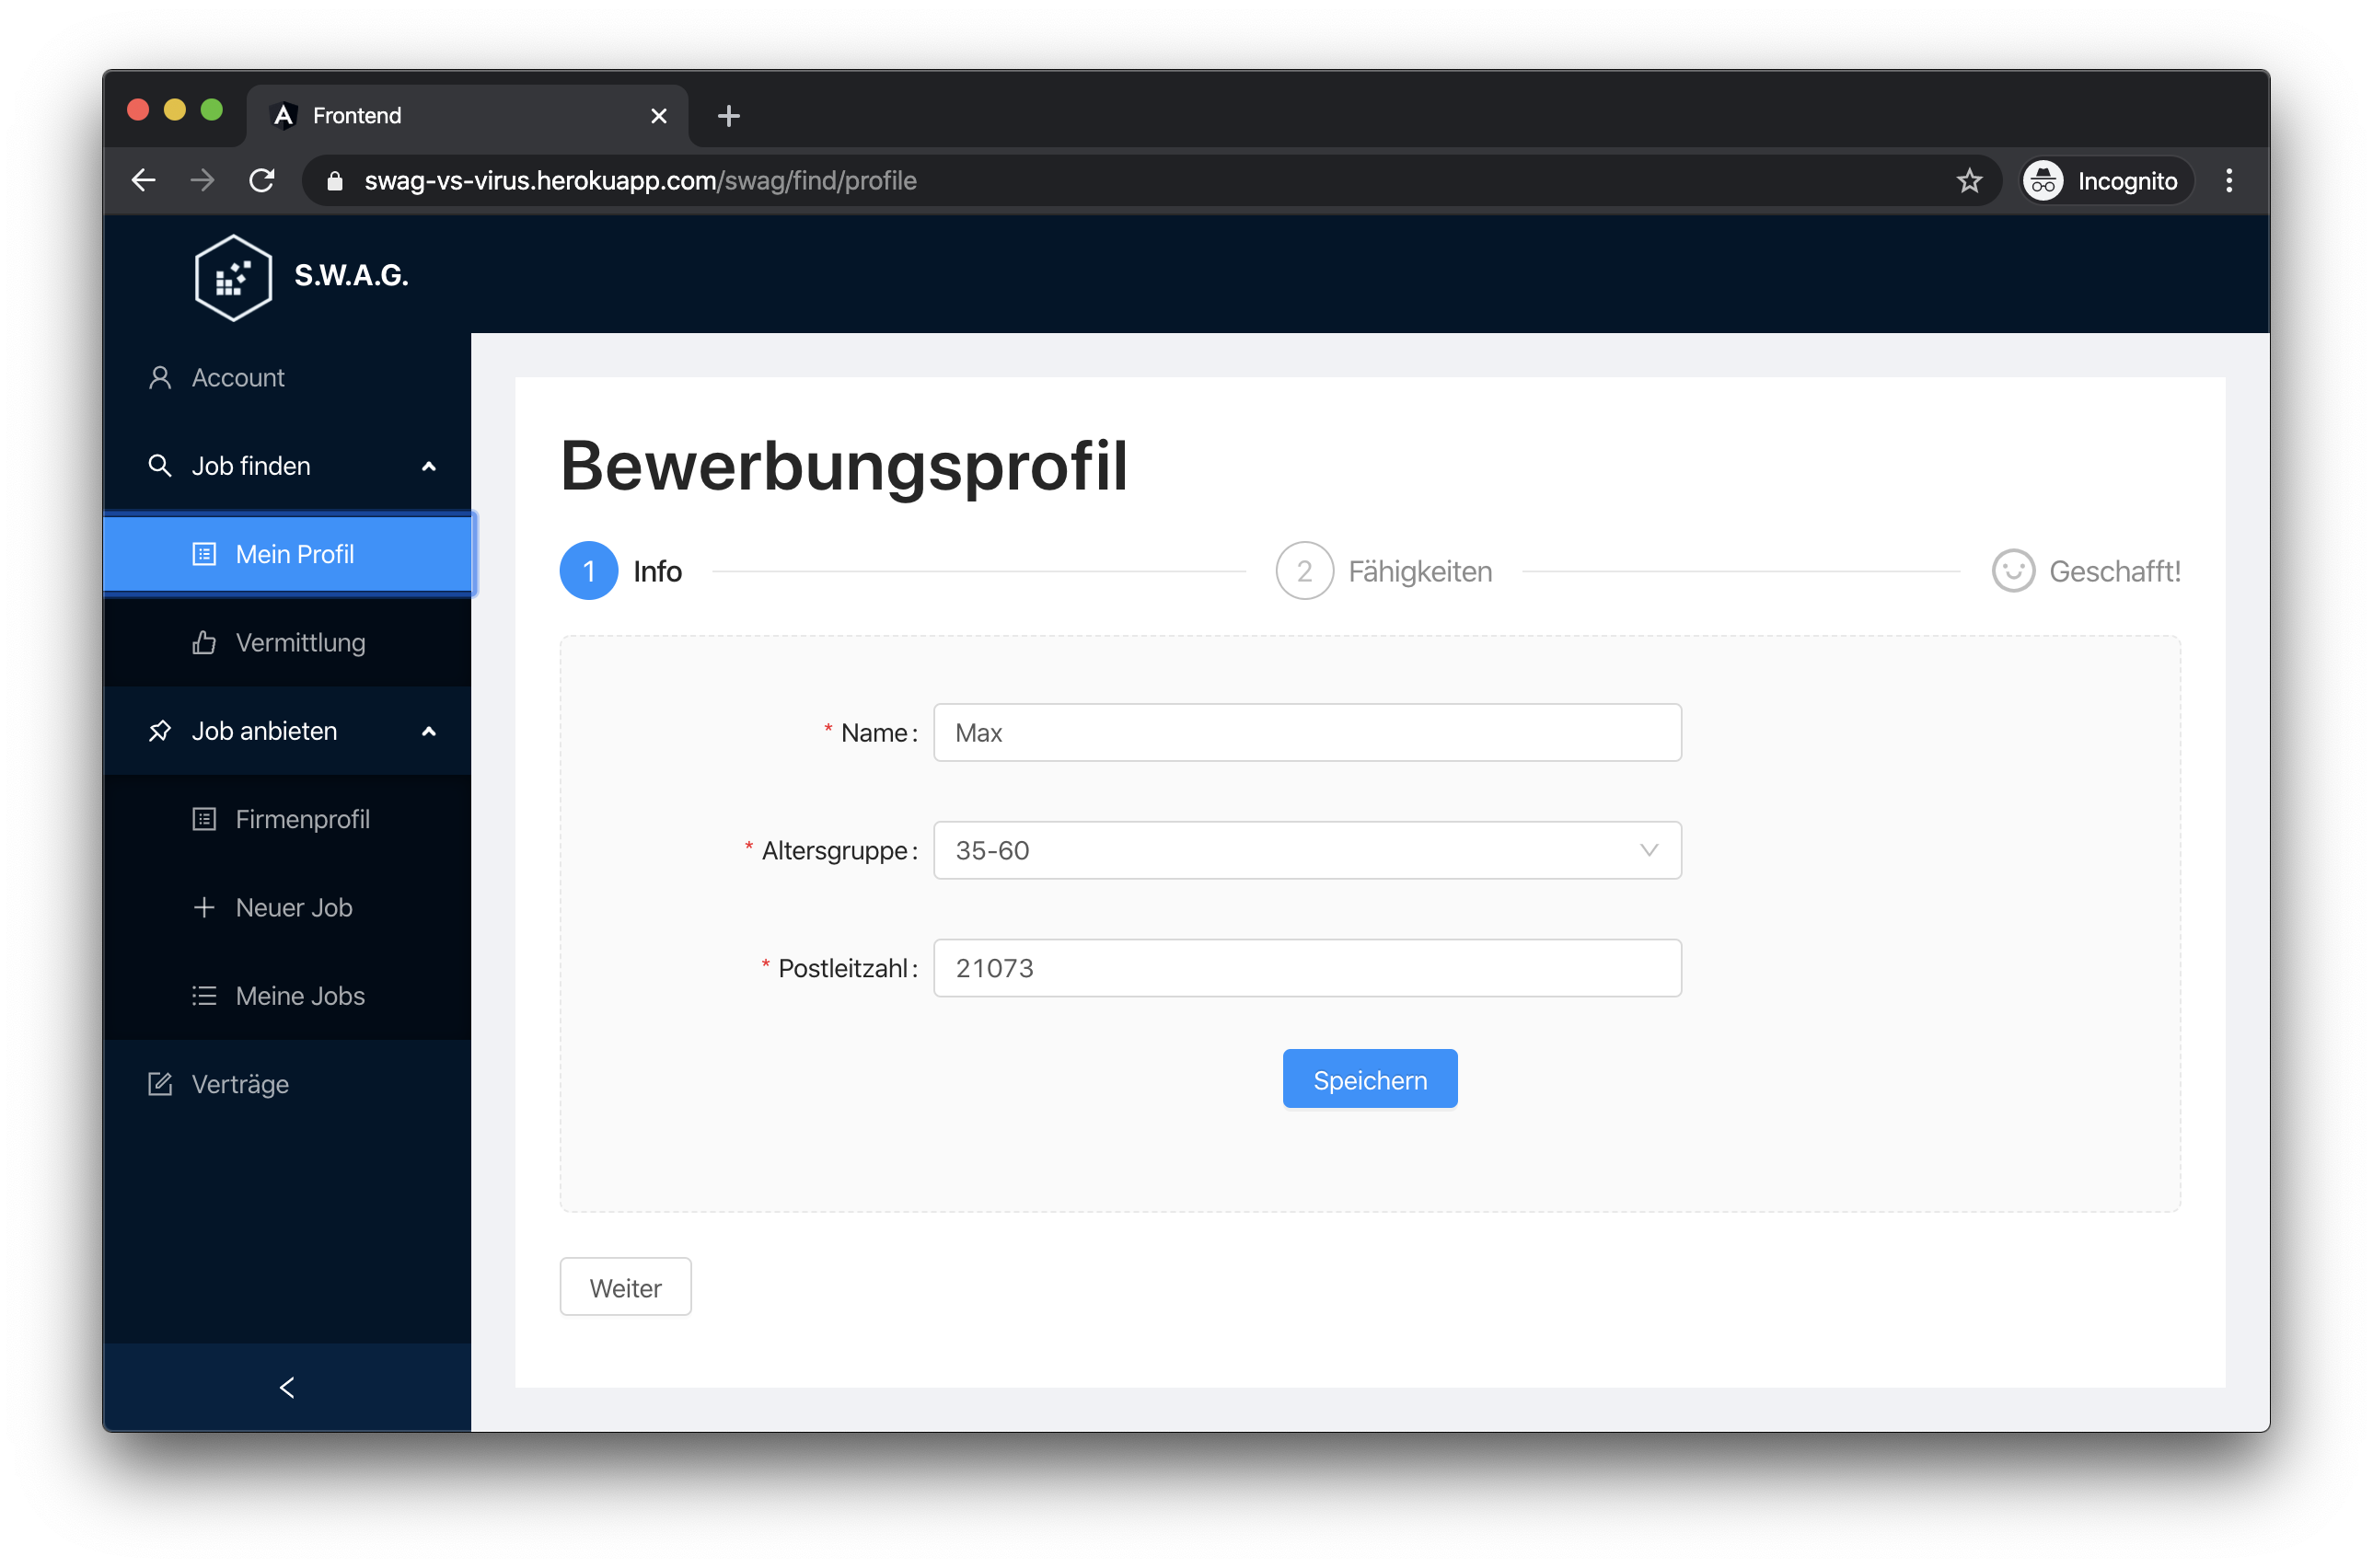 Frontend
swag-vs-virus.herokuapp.com/swag/find/profile
Incognito
S.W.A.G.
Account
Job finden
Mein Profil
Vermittlung
Job anbieten
Firmenprofil
Neuer Job
Meine Jobs
Verträge
Bewerbungsprofil
1 Info
2 Fähigkeiten
Geschafft!
* Name: Max
* Altersgruppe: 35-60
* Postleitzahl: 21073
Speichern
Weiter